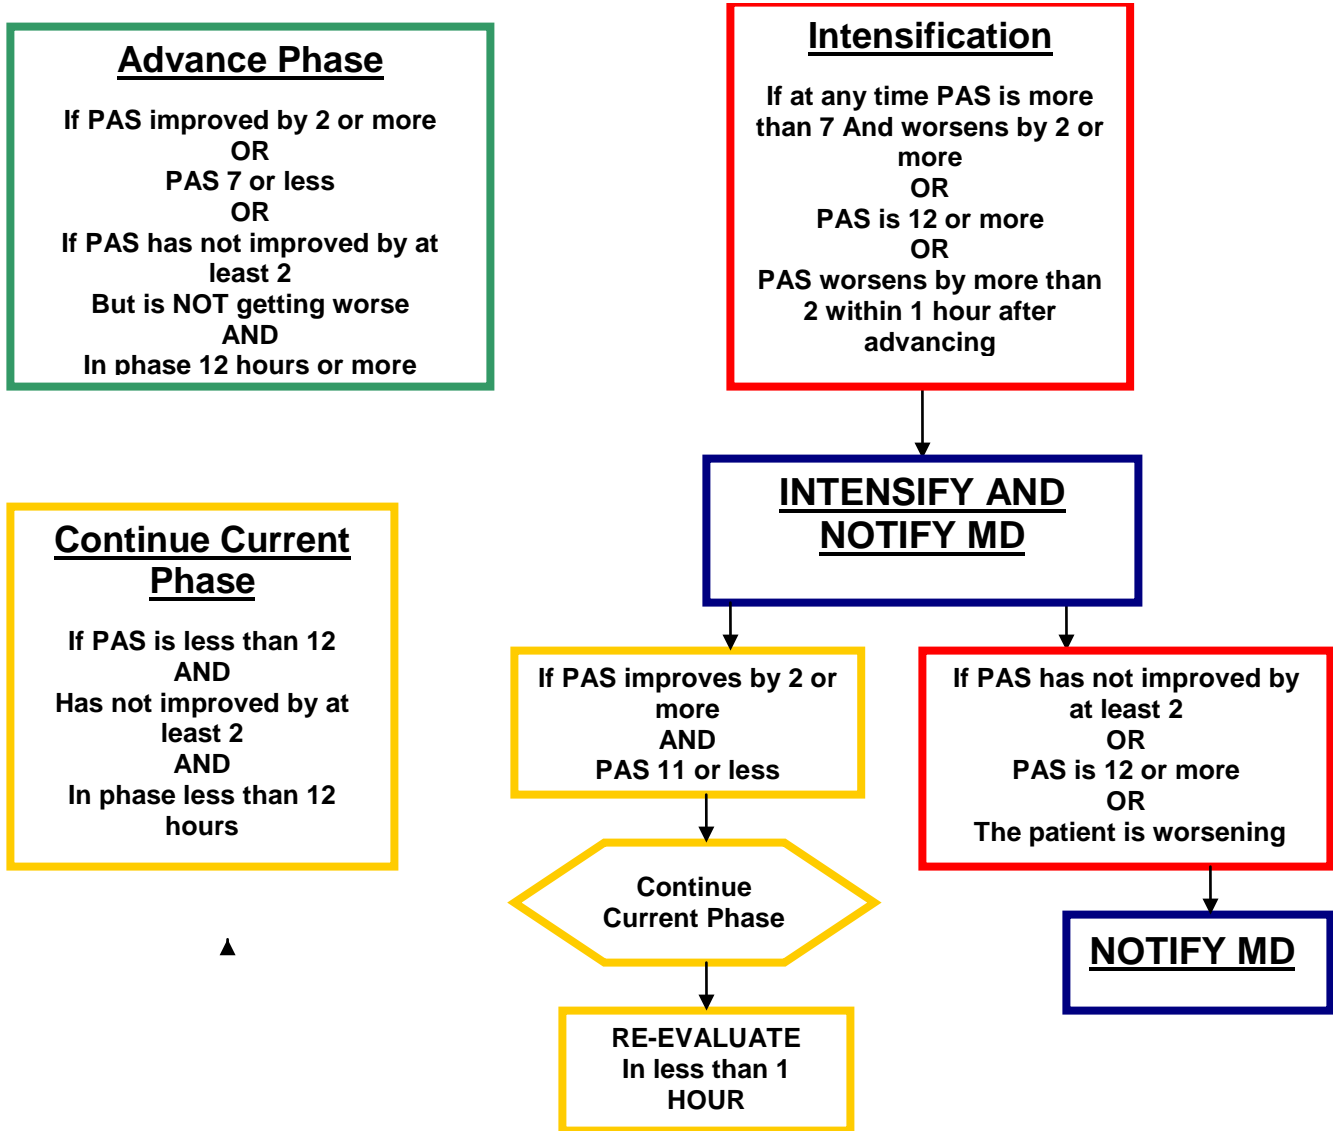 Advance Phase
If PAS improved by 2 or more
OR
PAS 7 or less
OR
If PAS has not improved by at
least 2
But is NOT getting worse
AND
In phase 12 hours or more
Intensification
If at any time PAS is more
than 7 And worsens by 2 or
more
OR
PAS is 12 or more
OR
PAS worsens by more than
2 within 1 hour after
advancing
INTENSIFY AND
NOTIFY MD
Continue Current
Phase
If PAS is less than 12
AND
Has not improved by at
least 2
AND
In phase less than 12
hours
If PAS improves by 2 or
more
AND
PAS 11 or less
If PAS has not improved by
at least 2
OR
PAS is 12 or more
OR
The patient is worsening
Continue
Current Phase
NOTIFY MD
RE-EVALUATE
In less than 1
HOUR